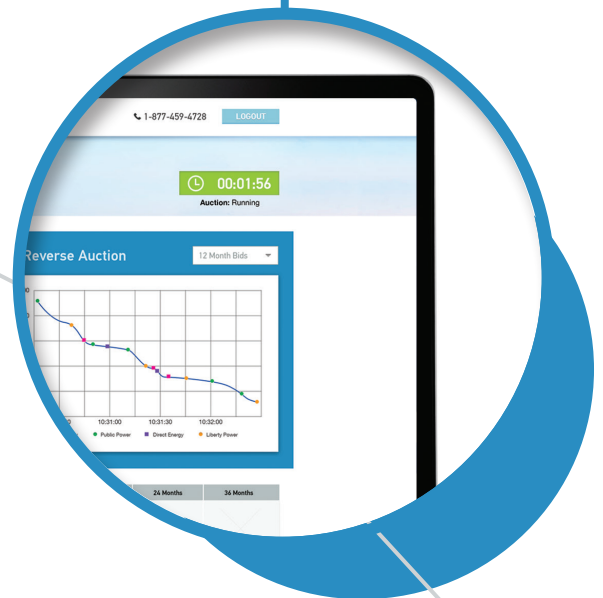 1-877-459-4728 LOGOUT
00:01:56
Auction: Running
Reverse Auction 12 Month Bids
10:31:00 10:31:30 10:32:00
Public Power Direct Energy Liberty Power
24 Months 36 Months